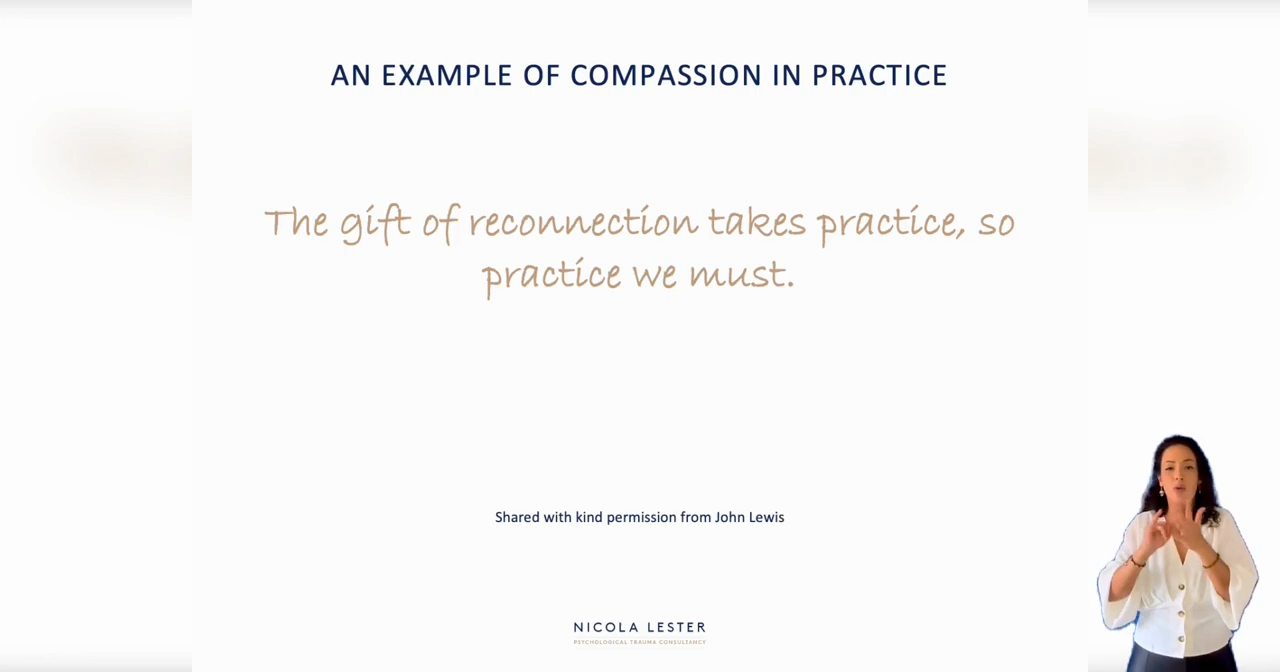 AN EXAMPLE OF COMPASSION IN PRACTICE
The gift of reconnection takes practice, so
practice we must.
Shared with kind permission from John Lewis
NICOLA LESTER
PSYCHOLOGICAL TRAUMA CONSULTANCY